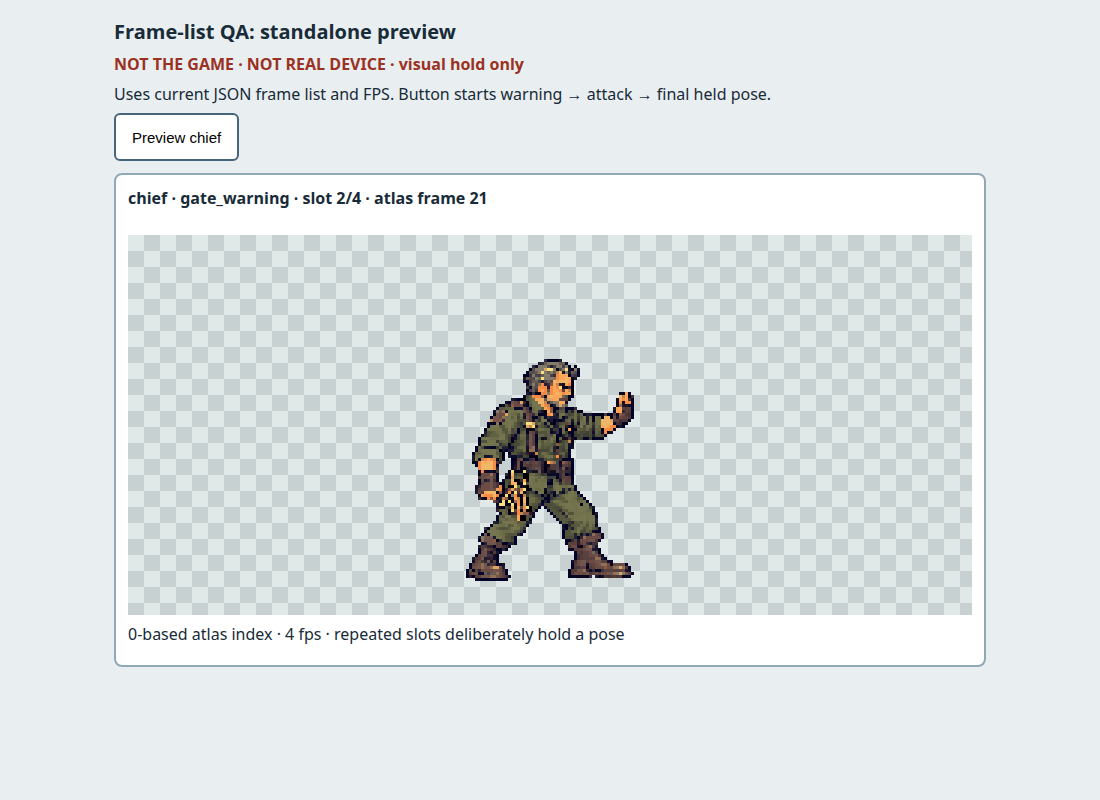 Frame-list QA: standalone preview
NOT THE GAME · NOT REAL DEVICE · visual hold only
Uses current JSON frame list and FPS. Button starts warning → attack → final held pose.
Preview chief
chief · gate_warning · slot 2/4 · atlas frame 21
0-based atlas index · 4 fps · repeated slots deliberately hold a pose